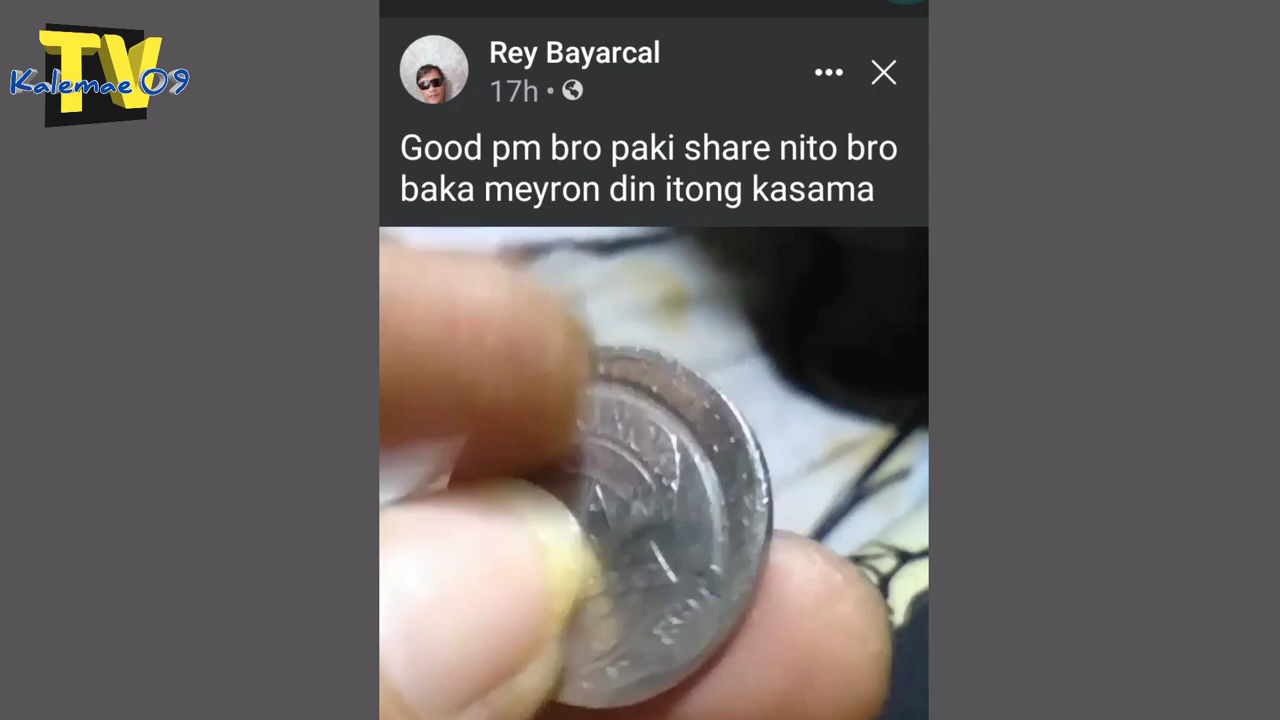 TV
Kalemae 09
Rey Bayarcal
17h
Good pm bro paki share nito bro
baka meyron din itong kasama